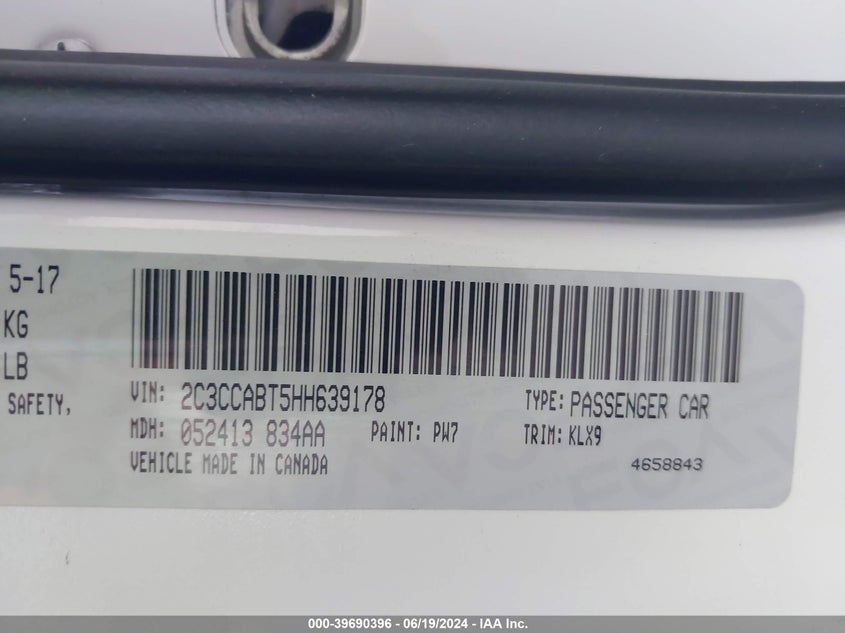 5-17
KG
LB
SAFETY,
VIN: 2C3CCABT5HH639178
TYPE: PASSENGER CAR
MDH: 052413 834AA
PAINT: PW7
TRIM: KLX9
VEHICLE MADE IN CANADA
4658843
000-39690396 - 06/19/2024 - IAA Inc.